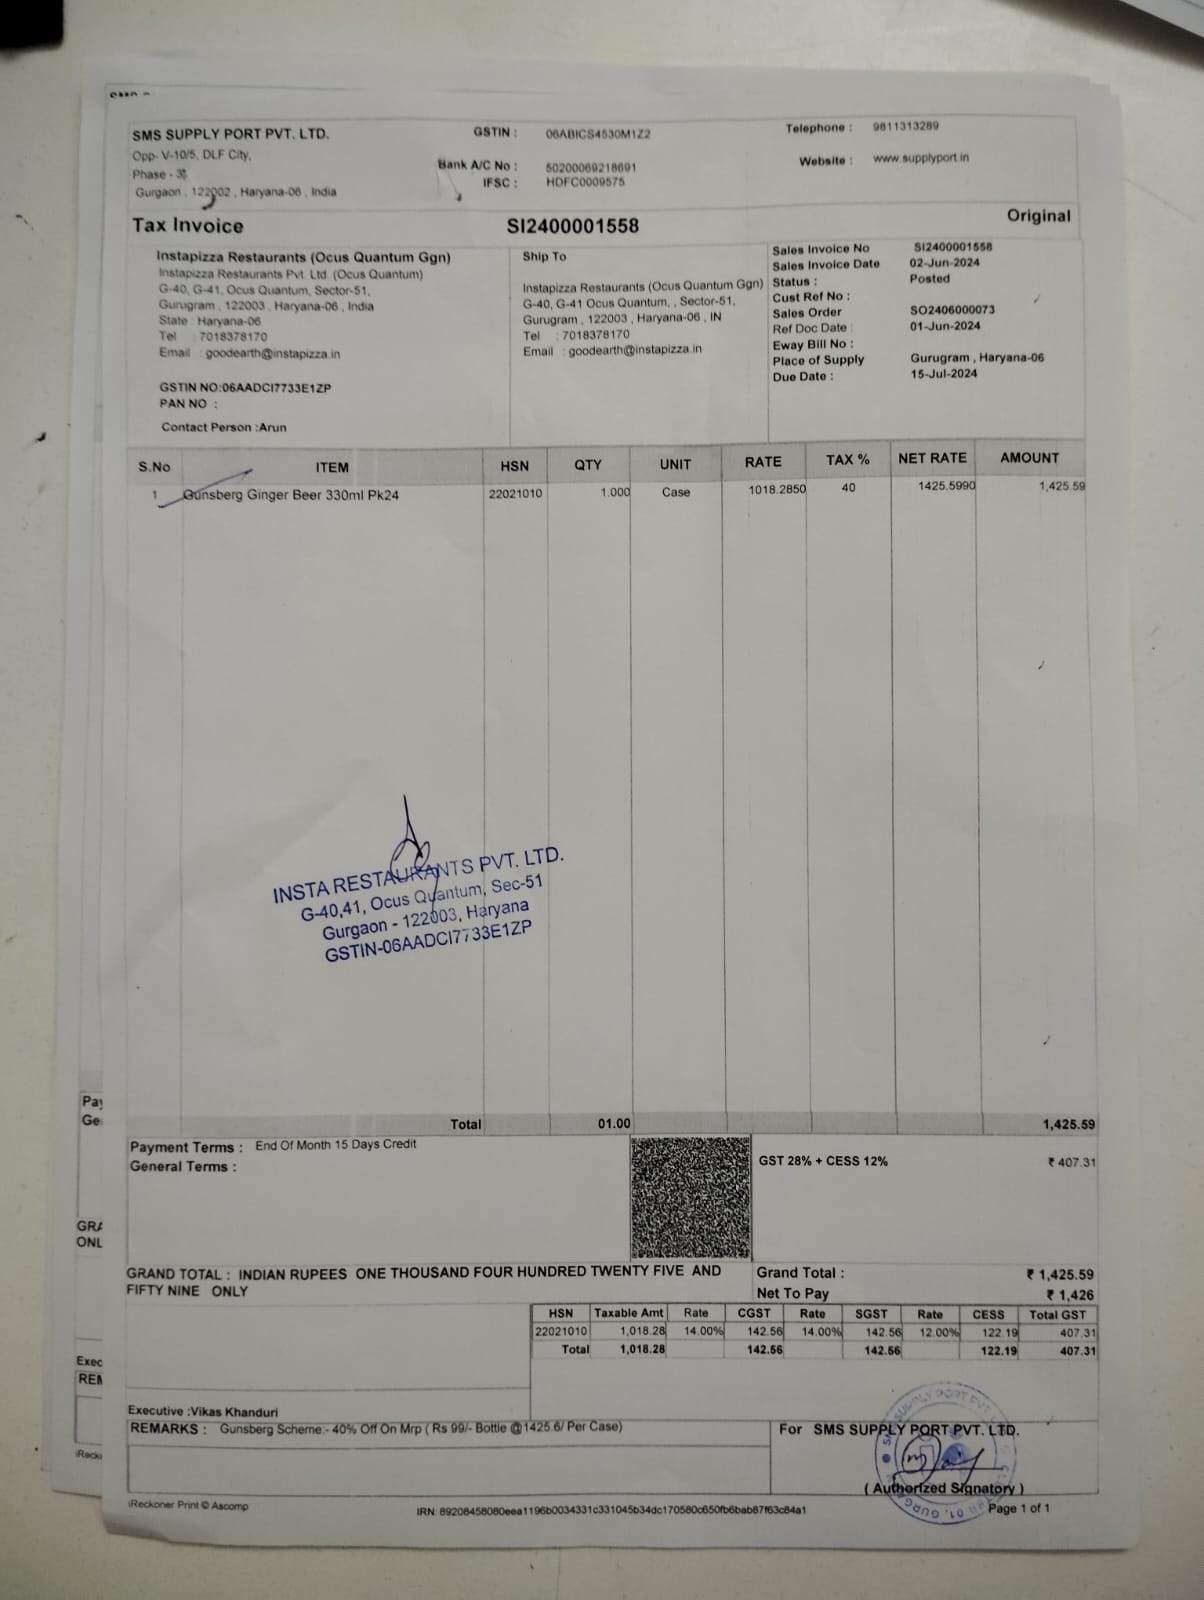 SMS SUPPLY PORT PVT. LTD.
Opp. V-10/5, DLF City,
Phase - 3
Gurgaon , 122002 , Haryana-06 , India
GSTIN : 06ABICS4530M1Z2
Bank A/C No : 50200069218691
IFSC : HDFC0009575
Telephone : 9811313289
Website : www.supplyport.in
Tax Invoice
SI2400001558
Original
Instapizza Restaurants (Ocus Quantum Ggn)
Instapizza Restaurants Pvt. Ltd. (Ocus Quantum)
G-40, G-41, Ocus Quantum, Sector-51,
Gurugram , 122003 , Haryana-06 , India
State : Haryana-06
Tel : 7018378170
Email : goodearth@instapizza.in
GSTIN NO:06AADCI7733E1ZP
PAN NO :
Contact Person :Arun
Ship To
Instapizza Restaurants (Ocus Quantum Ggn)
G-40, G-41 Ocus Quantum, , Sector-51,
Gurugram , 122003 , Haryana-06 , IN
Tel : 7018378170
Email : goodearth@instapizza.in
Sales Invoice No SI2400001558
Sales Invoice Date 02-Jun-2024
Status : Posted
Cust Ref No :
Sales Order SO2406000073
Ref Doc Date : 01-Jun-2024
Eway Bill No :
Place of Supply Gurugram , Haryana-06
Due Date : 15-Jul-2024
S.No ITEM HSN QTY UNIT RATE TAX % NET RATE AMOUNT
1 Gunsberg Ginger Beer 330ml Pk24 22021010 1.000 Case 1018.2850 40 1425.5990 1,425.59
INSTA RESTAURANTS PVT. LTD.
G-40,41, Ocus Quantum, Sec-51
Gurgaon - 122003, Haryana
GSTIN-06AADCI7733E1ZP
Total 01.00 1,425.59
Payment Terms : End Of Month 15 Days Credit
General Terms :
GST 28% + CESS 12% ₹ 407.31
GRAND TOTAL : INDIAN RUPEES ONE THOUSAND FOUR HUNDRED TWENTY FIVE AND
FIFTY NINE ONLY
Grand Total : ₹ 1,425.59
Net To Pay ₹ 1,426
HSN Taxable Amt Rate CGST Rate SGST Rate CESS Total GST
22021010 1,018.28 14.00% 142.56 14.00% 142.56 12.00% 122.19 407.31
Total 1,018.28 142.56 142.56 122.19 407.31
Executive :Vikas Khanduri
REMARKS : Gunsberg Scheme:- 40% Off On Mrp ( Rs 99/- Bottle @1425.6/ Per Case)
For SMS SUPPLY PORT PVT. LTD.
( Authorized Signatory )
iReckoner Print © Ascomp
IRN: 89208458080eea1196b0034331c331045b34dc170580c650fb6bab87f63c84a1
Page 1 of 1
Pay
Ge
GRA
ONL
Exec
REM
iRecko